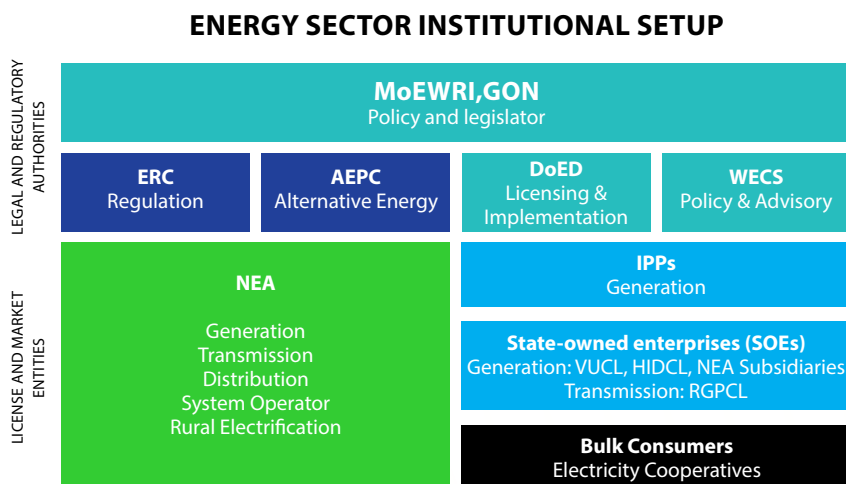 ENERGY SECTOR INSTITUTIONAL SETUP
LEGAL AND REGULATORY
AUTHORITIES
MoEWRI,GON
Policy and legislator
ERC
Regulation
AEPC
Alternative Energy
DoED
Licensing &
Implementation
WECS
Policy & Advisory
LICENSE AND MARKET
ENTITIES
NEA
Generation
Transmission
Distribution
System Operator
Rural Electrification
IPPs
Generation
State-owned enterprises (SOEs)
Generation: VUCL, HIDCL, NEA Subsidiaries
Transmission: RGPCL
Bulk Consumers
Electricity Cooperatives